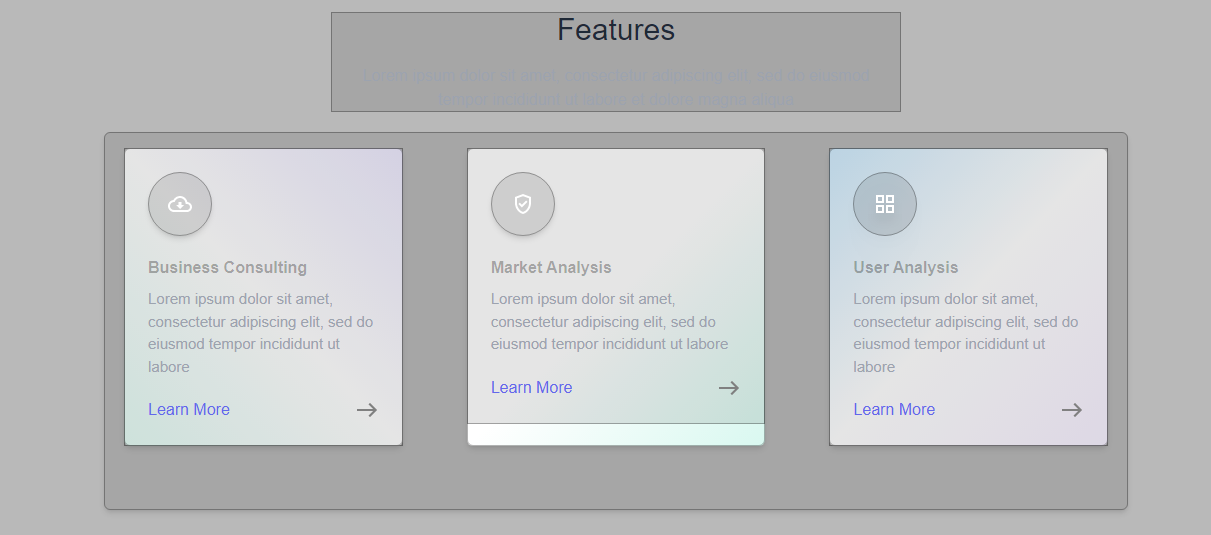 Features
Lorem ipsum dolor sit amet, consectetur adipiscing elit, sed do eiusmod
tempor incididunt ut labore et dolore magna aliqua.
Business Consulting
Lorem ipsum dolor sit amet,
consectetur adipiscing elit, sed do
eiusmod tempor incididunt ut
labore
Learn More
Market Analysis
Lorem ipsum dolor sit amet,
consectetur adipiscing elit, sed do
eiusmod tempor incididunt ut labore
Learn More
User Analysis
Lorem ipsum dolor sit amet,
consectetur adipiscing elit, sed do
eiusmod tempor incididunt ut
labore
Learn More